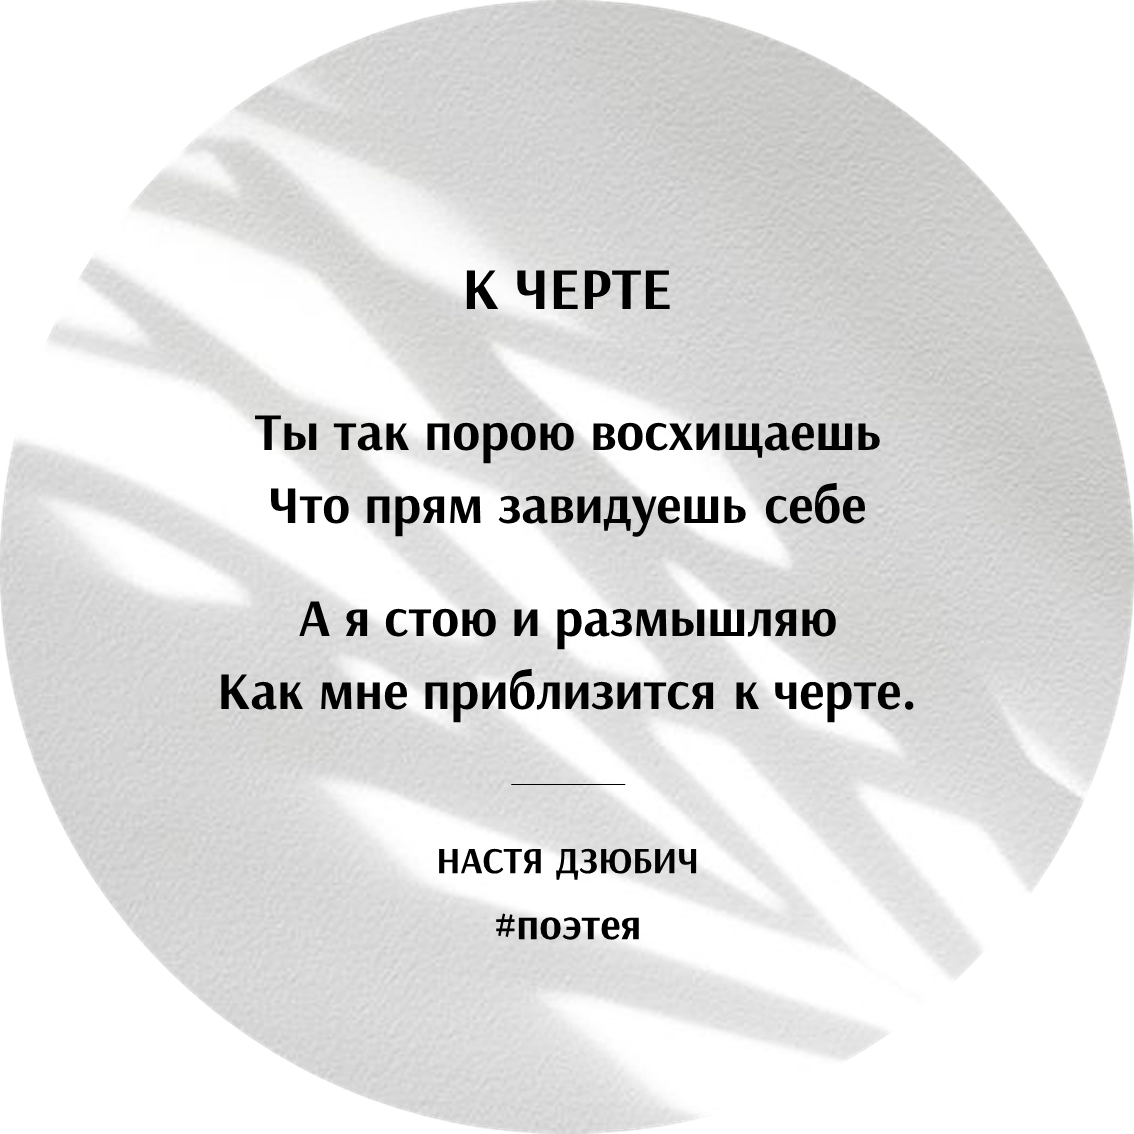 К ЧЕРТЕ
Ты так порою восхищаешь
Что прям завидуешь себе
А я стою и размышляю
Как мне приблизится к черте.
НАСТЯ ДЗЮБИЧ
#поэтея